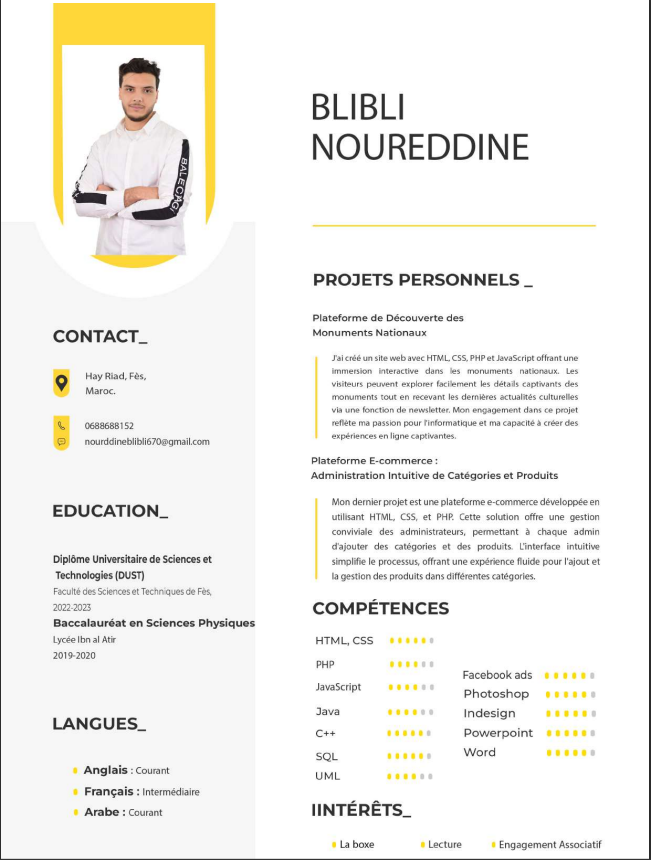 BALECIAGI
BLIBLI
NOUREDDINE
CONTACT_
Hay Riad, Fès,
Maroc.
0688688152
nourddineblibli670@gmail.com
EDUCATION_
Diplôme Universitaire de Sciences et
Technologies (DUST)
Faculté des Sciences et Techniques de Fès,
2022-2023
Baccalauréat en Sciences Physiques
Lycée Ibn al Atir
2019-2020
LANGUES_
Anglais : Courant
Français : Intermédiaire
Arabe : Courant
PROJETS PERSONNELS _
Plateforme de Découverte des
Monuments Nationaux
J'ai créé un site web avec HTML, CSS, PHP et JavaScript offrant une
immersion interactive dans les monuments nationaux. Les
visiteurs peuvent explorer facilement les détails captivants des
monuments tout en recevant les dernières actualités culturelles
via une fonction de newsletter. Mon engagement dans ce projet
reflète ma passion pour l'informatique et ma capacité à créer des
expériences en ligne captivantes.
Plateforme E-commerce :
Administration Intuitive de Catégories et Produits
Mon dernier projet est une plateforme e-commerce développée en
utilisant HTML, CSS, et PHP. Cette solution offre une gestion
conviviale des administrateurs, permettant à chaque admin
d'ajouter des catégories et des produits. L'interface intuitive
simplifie le processus, offrant une expérience fluide pour l'ajout et
la gestion des produits dans différentes catégories.
COMPÉTENCES
HTML, CSS
PHP
JavaScript
Java
C++
SQL
UML
Facebook ads
Photoshop
Indesign
Powerpoint
Word
IINTÉRÊTS_
La boxe
Lecture
Engagement Associatif